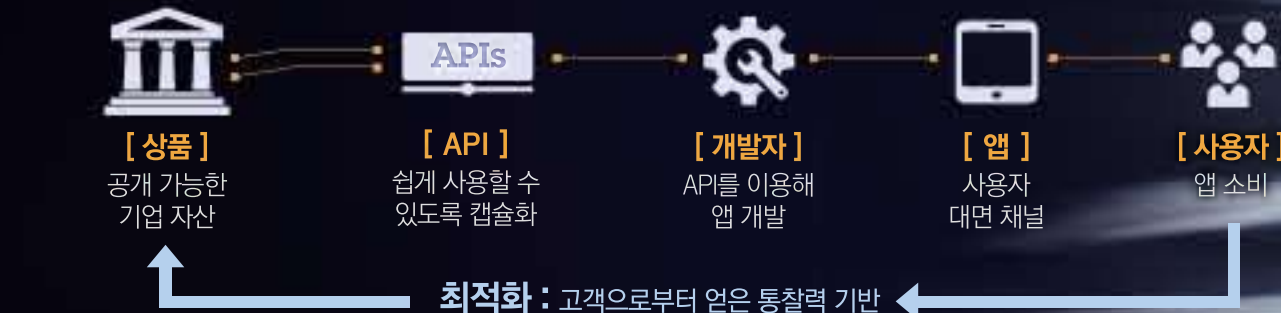 APIs
[ 상품 ]
공개 가능한
기업 자산
[ API ]
쉽게 사용할 수
있도록 캡슐화
[ 개발자 ]
API를 이용해
앱 개발
[ 앱 ]
사용자
대면 채널
[ 사용자 ]
앱 소비
최적화 : 고객으로부터 얻은 통찰력 기반